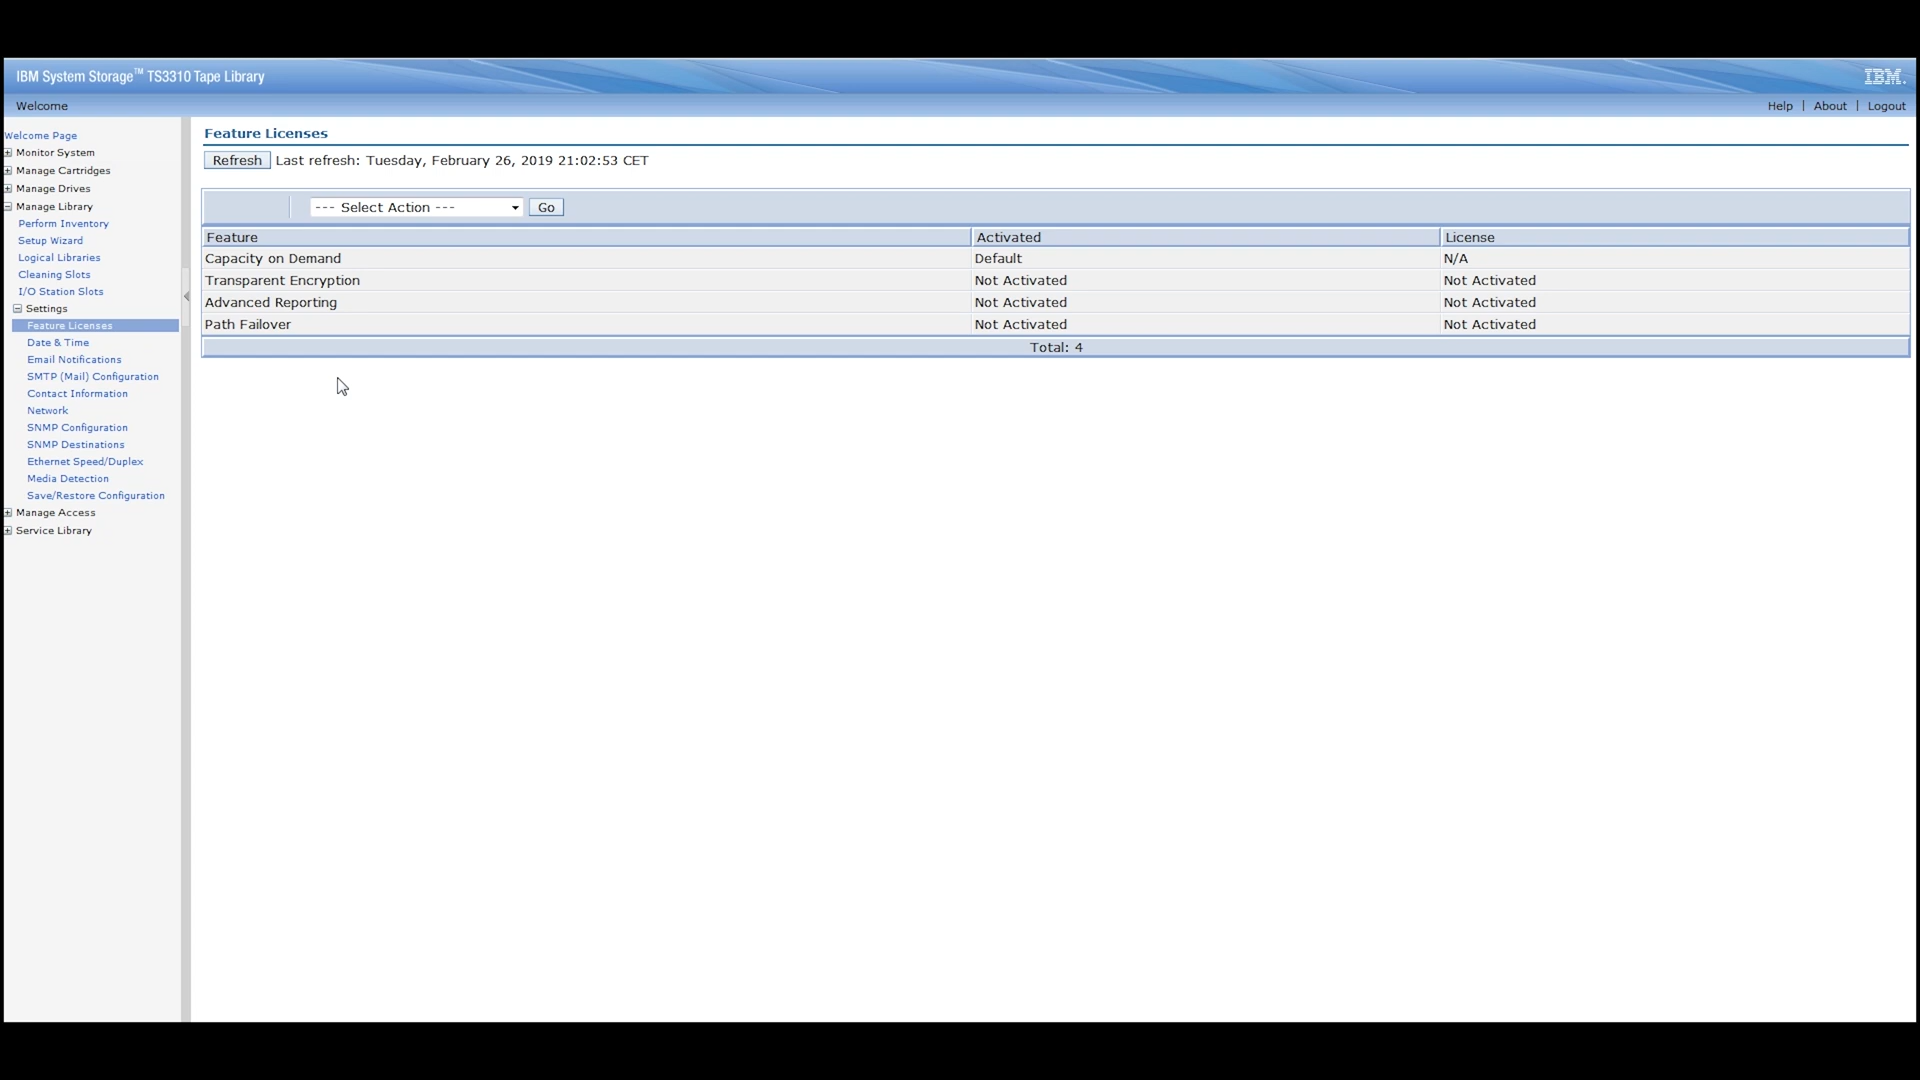 IBM System Storage™ TS3310 Tape Library
IBM.
Welcome
Help | About | Logout
Welcome Page
Monitor System
Manage Cartridges
Manage Drives
Manage Library
Perform Inventory
Setup Wizard
Logical Libraries
Cleaning Slots
I/O Station Slots
Settings
Feature Licenses
Date & Time
Email Notifications
SMTP (Mail) Configuration
Contact Information
Network
SNMP Configuration
SNMP Destinations
Ethernet Speed/Duplex
Media Detection
Save/Restore Configuration
Manage Access
Service Library
Feature Licenses
Refresh Last refresh: Tuesday, February 26, 2019 21:02:53 CET
--- Select Action --- Go
Feature Activated License
Capacity on Demand Default N/A
Transparent Encryption Not Activated Not Activated
Advanced Reporting Not Activated Not Activated
Path Failover Not Activated Not Activated
Total: 4